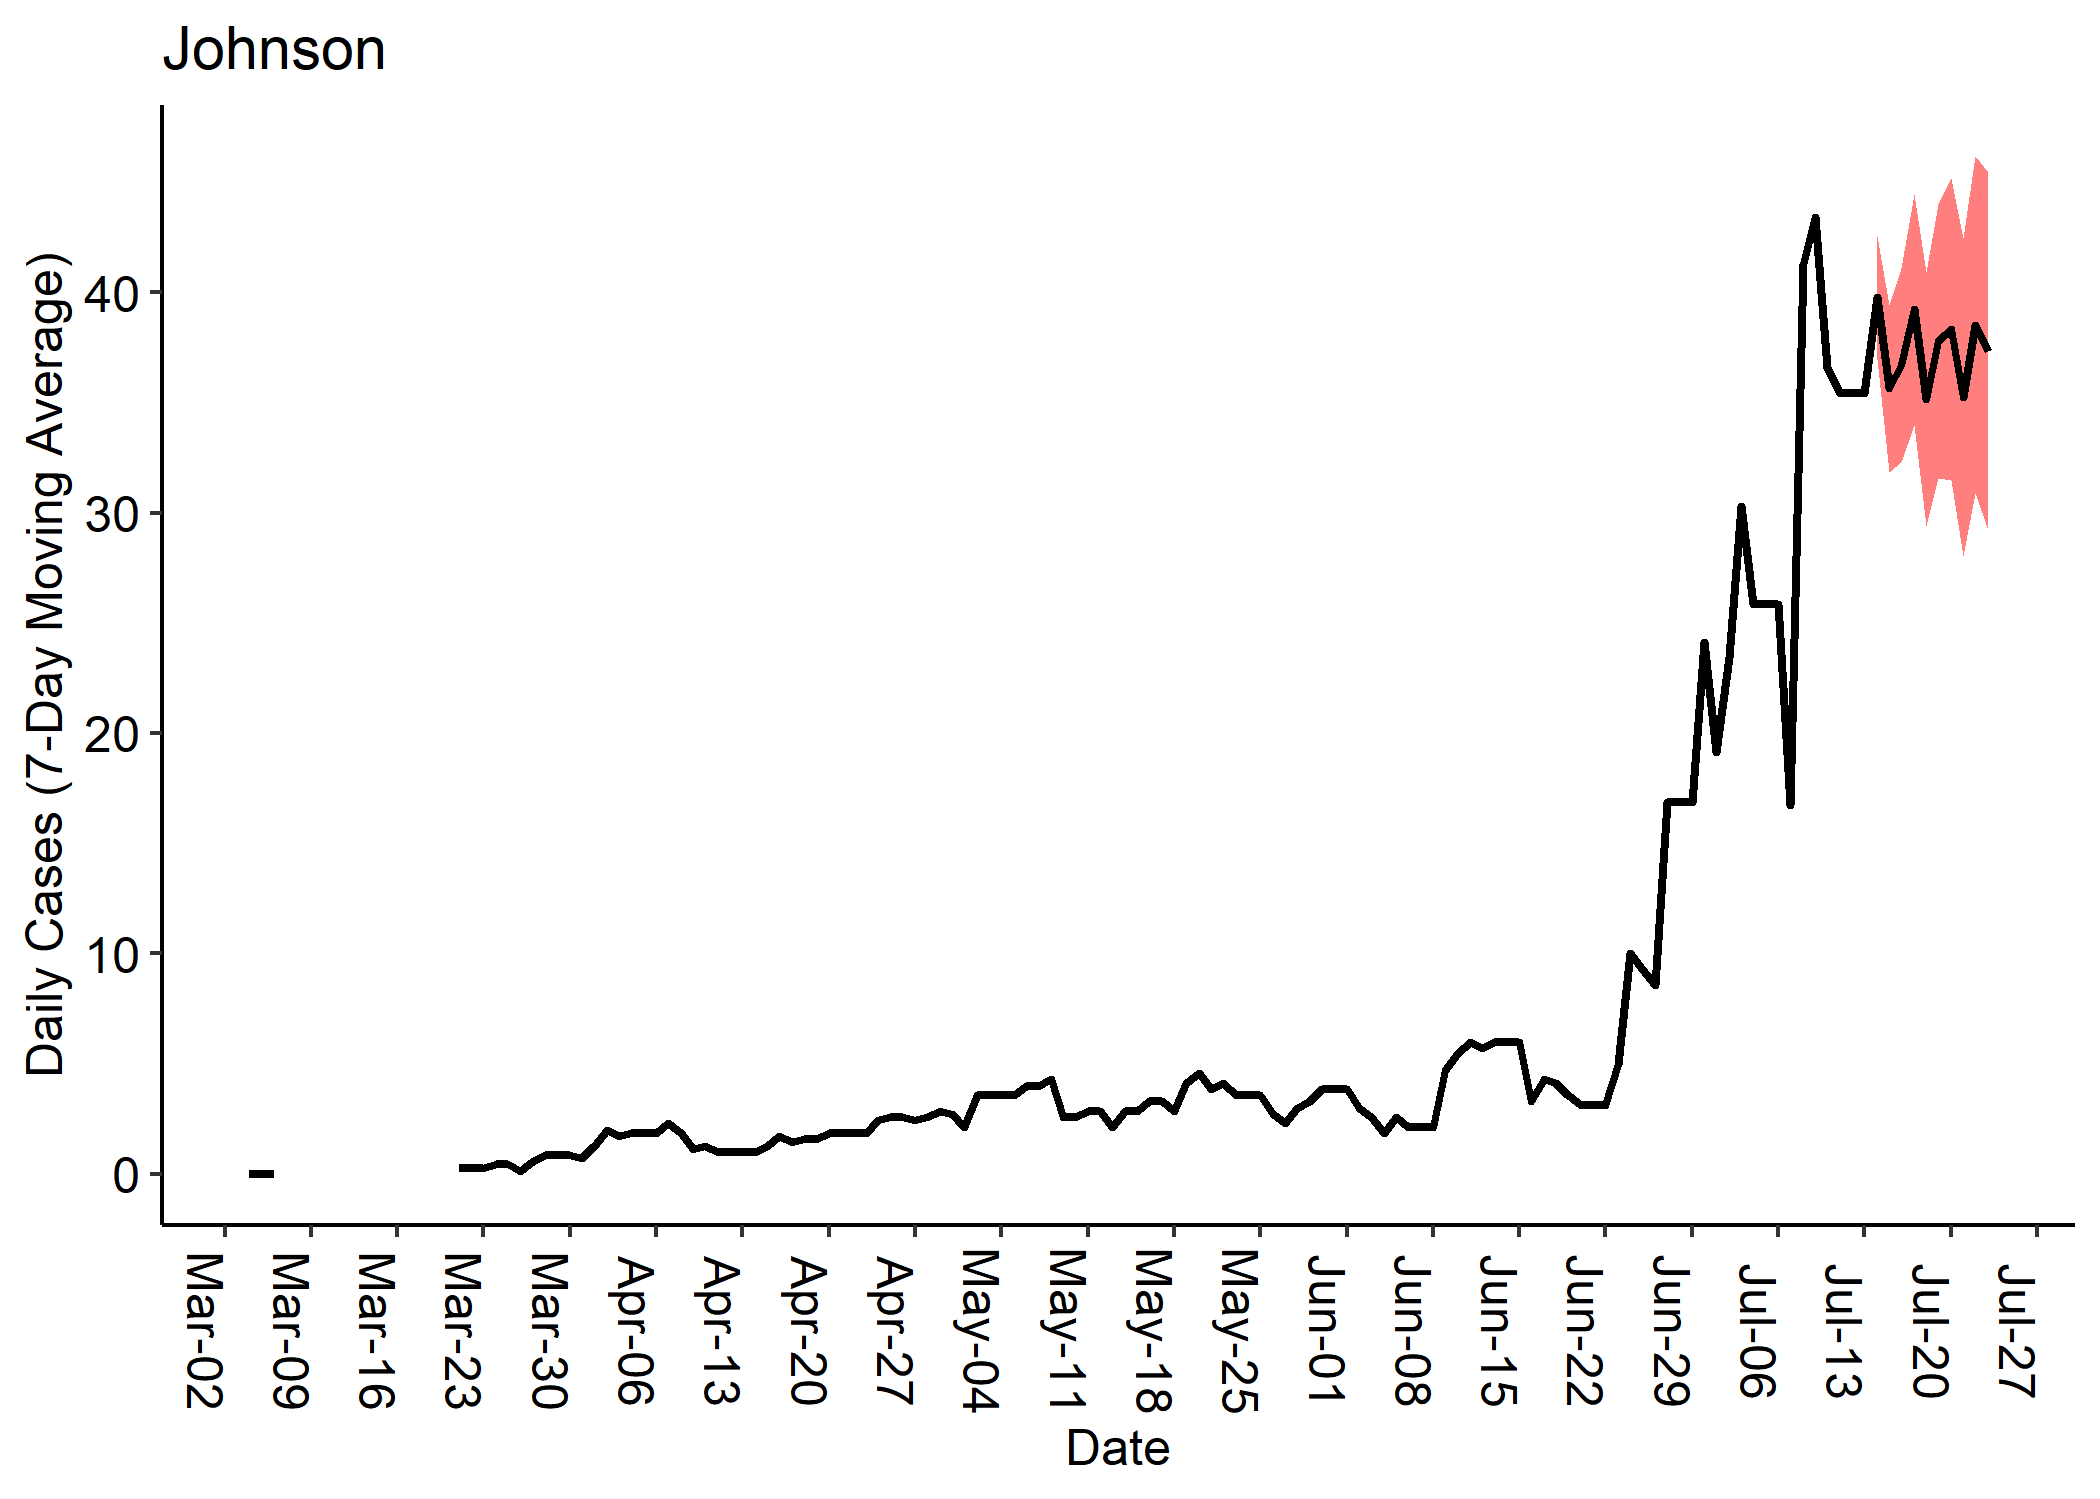 Johnson
Daily Cases (7-Day Moving Average)
40
30
20
10
0
Mar-02
Mar-09
Mar-16
Mar-23
Mar-30
Apr-06
Apr-13
Apr-20
Apr-27
May-04
May-11
May-18
May-25
Jun-01
Jun-08
Jun-15
Jun-22
Jun-29
Jul-06
Jul-13
Jul-20
Jul-27
Date